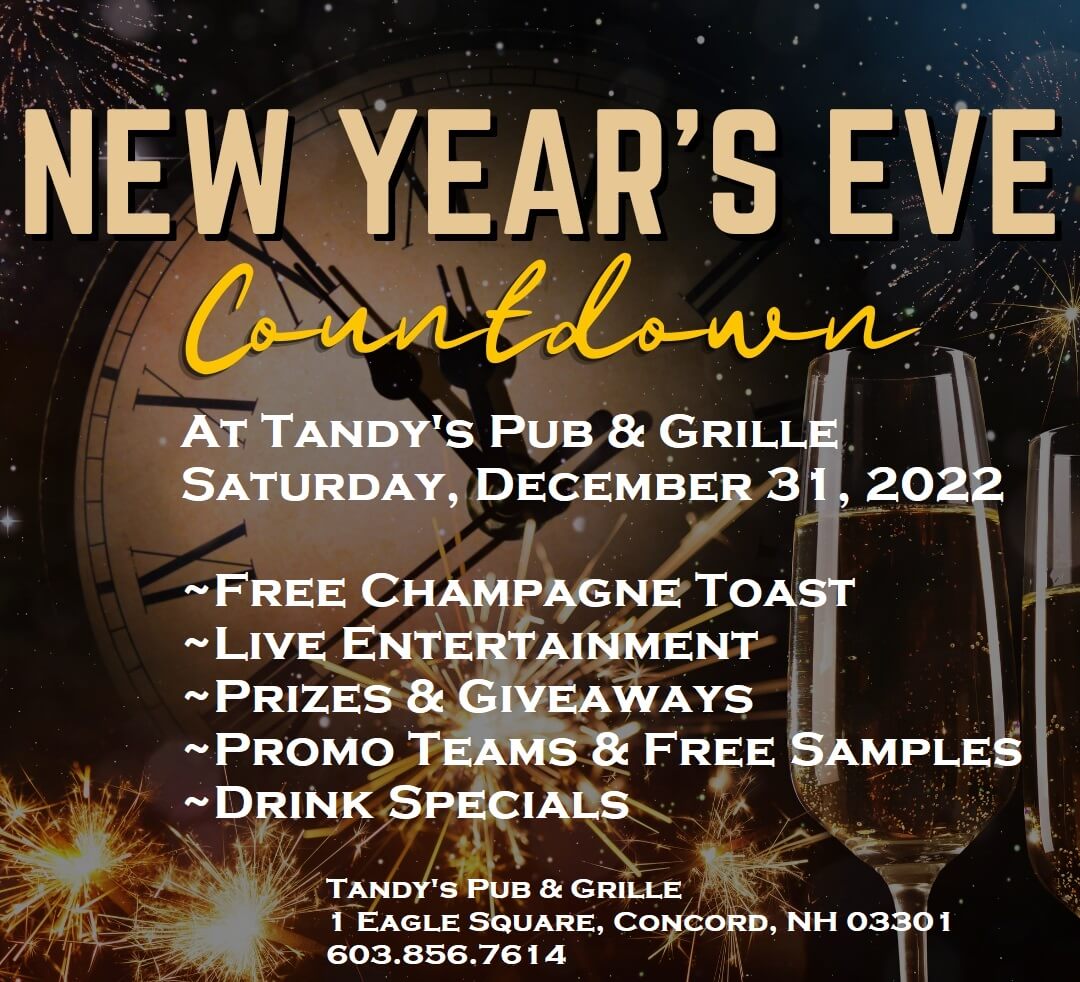 NEW YEAR'S EVE
Countdown
At Tandy's Pub & Grille
Saturday, December 31, 2022
~Free Champagne Toast
~Live Entertainment
~Prizes & Giveaways
~Promo Teams & Free Samples
~Drink Specials
Tandy's Pub & Grille
1 Eagle Square, Concord, NH 03301
603.856.7614